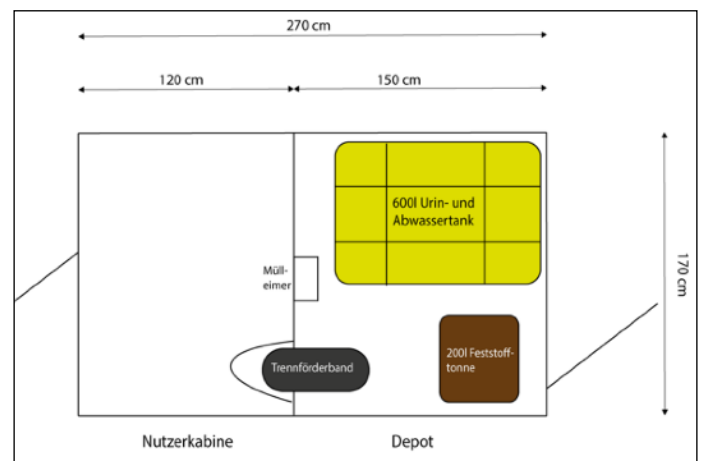 270 cm
120 cm
150 cm
600l Urin- und
Abwassertank
170 cm
Müll-
eimer
Trennförderband
200l Feststoff-
tonne
Nutzerkabine
Depot